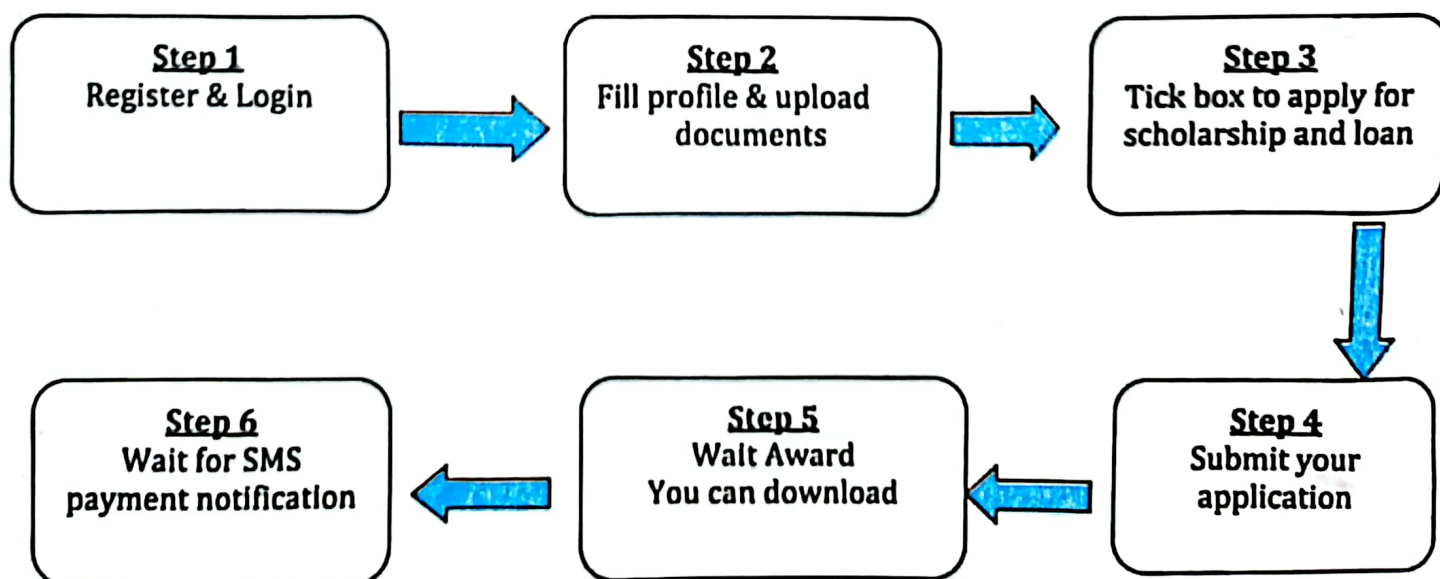 Step 1
Register & Login
Step 2
Fill profile & upload
documents
Step 3
Tick box to apply for
scholarship and loan
Step 4
Submit your
application
Step 5
Wait Award
You can download
Step 6
Wait for SMS
payment notification